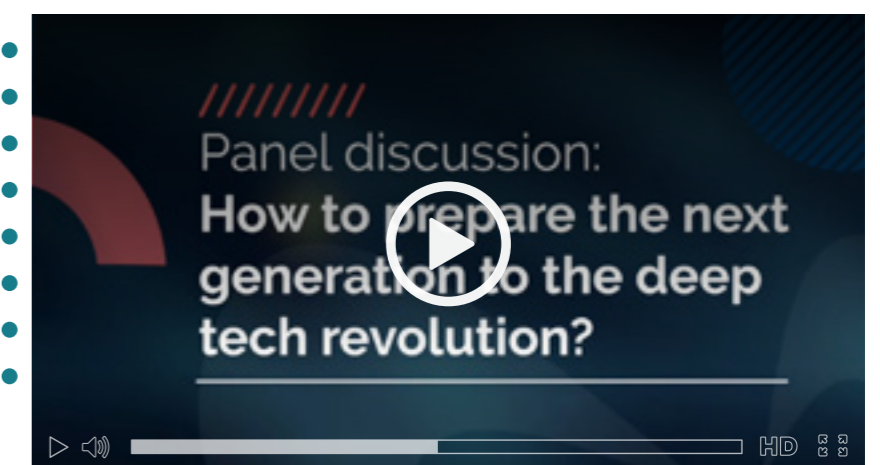 Panel discussion:
How to prepare the next
generation to the deep
tech revolution?
HD